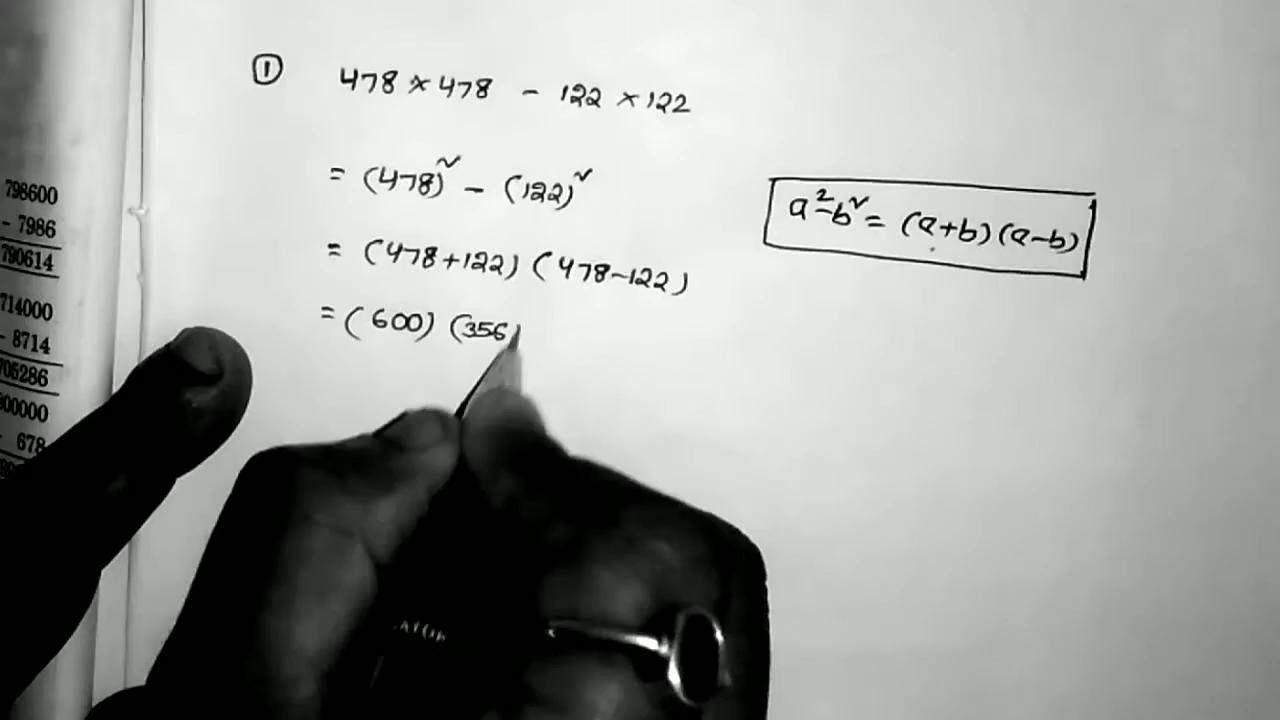 ① 478 × 478 - 122 × 122
= (478)² - (122)²
= (478+122) (478-122)
= (600) (356)
a²-b² = (a+b)(a-b)
798600
- 7986
790614
714000
- 8714
705286
- 678